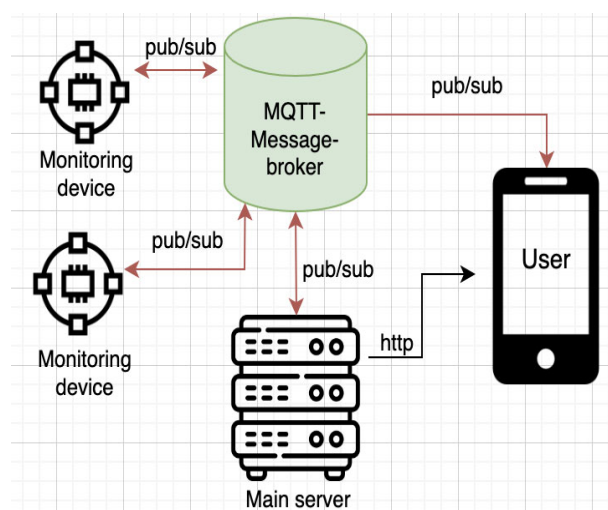 pub/sub
MQTT-
Message-
broker
pub/sub
Monitoring
device
pub/sub
pub/sub
User
http
Monitoring
device
Main server